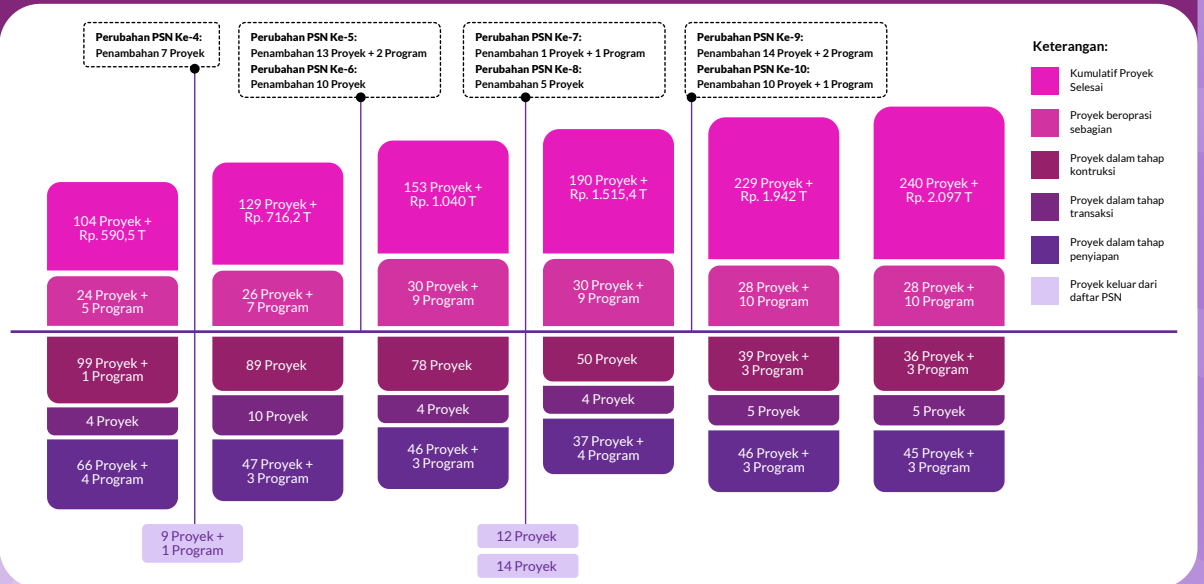 Perubahan PSN Ke-4:
Penambahan 7 Proyek
Perubahan PSN Ke-5:
Penambahan 13 Proyek + 2 Program
Perubahan PSN Ke-6:
Penambahan 10 Proyek
Perubahan PSN Ke-7:
Penambahan 1 Proyek + 1 Program
Perubahan PSN Ke-8:
Penambahan 5 Proyek
Perubahan PSN Ke-9:
Penambahan 14 Proyek + 2 Program
Perubahan PSN Ke-10:
Penambahan 10 Proyek + 1 Program
Keterangan:
Kumulatif Proyek
Selesai
Proyek beroprasi
sebagian
Proyek dalam tahap
kontruksi
Proyek dalam tahap
transaksi
Proyek dalam tahap
penyiapan
Proyek keluar dari
daftar PSN
104 Proyek +
Rp. 590,5 T
24 Proyek +
5 Program
99 Proyek +
1 Program
4 Proyek
66 Proyek +
4 Program
129 Proyek +
Rp. 716,2 T
26 Proyek +
7 Program
89 Proyek
10 Proyek
47 Proyek +
3 Program
153 Proyek +
Rp. 1.040 T
30 Proyek +
9 Program
78 Proyek
4 Proyek
46 Proyek +
3 Program
190 Proyek +
Rp. 1.515,4 T
30 Proyek +
9 Program
50 Proyek
4 Proyek
37 Proyek +
4 Program
229 Proyek +
Rp. 1.942 T
28 Proyek +
10 Program
39 Proyek +
3 Program
5 Proyek
46 Proyek +
3 Program
240 Proyek +
Rp. 2.097 T
28 Proyek +
10 Program
36 Proyek +
3 Program
5 Proyek
45 Proyek +
3 Program
9 Proyek +
1 Program
12 Proyek
14 Proyek